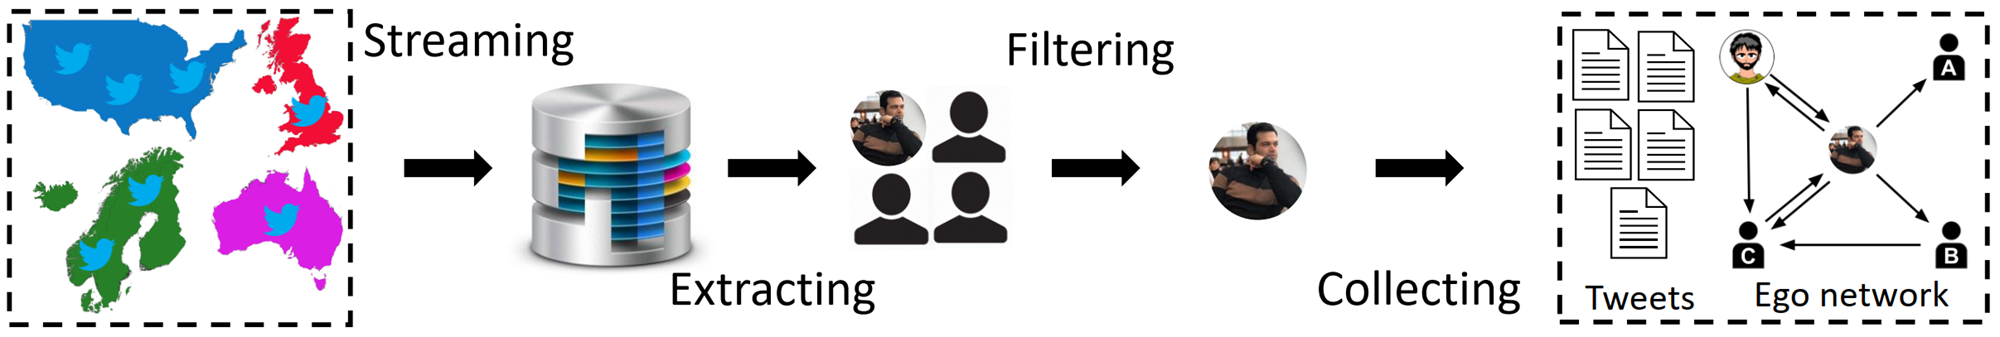 Streaming
Extracting
Filtering
Collecting
A
C
B
Tweets
Ego network